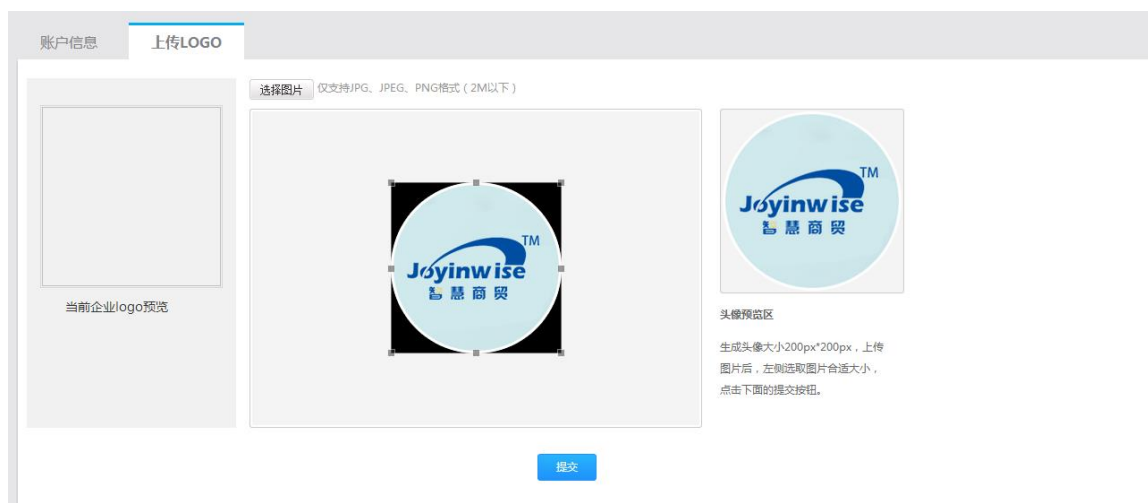 账户信息
上传LOGO
选择图片 仅支持JPG、JPEG、PNG格式（2M以下）
当前企业logo预览
TM
Joyinwise
智慧商贸
TM
Joyinwise
智慧商贸
头像预览区
生成头像大小200px*200px，上传
图片后，左侧选取图片合适大小，
点击下面的提交按钮。
提交